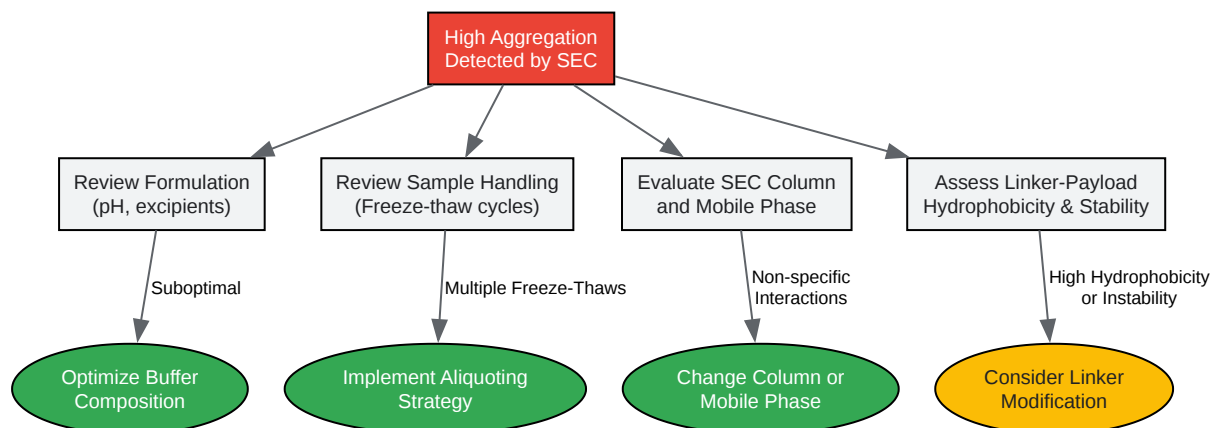 High Aggregation
Detected by SEC
Review Formulation
(pH, excipients)
Review Sample Handling
(Freeze-thaw cycles)
Evaluate SEC Column
and Mobile Phase
Assess Linker-Payload
Hydrophobicity & Stability
Suboptimal
Multiple Freeze-Thaws
Non-specific
Interactions
High Hydrophobicity
or Instability
Optimize Buffer
Composition
Implement Aliquoting
Strategy
Change Column or
Mobile Phase
Consider Linker
Modification